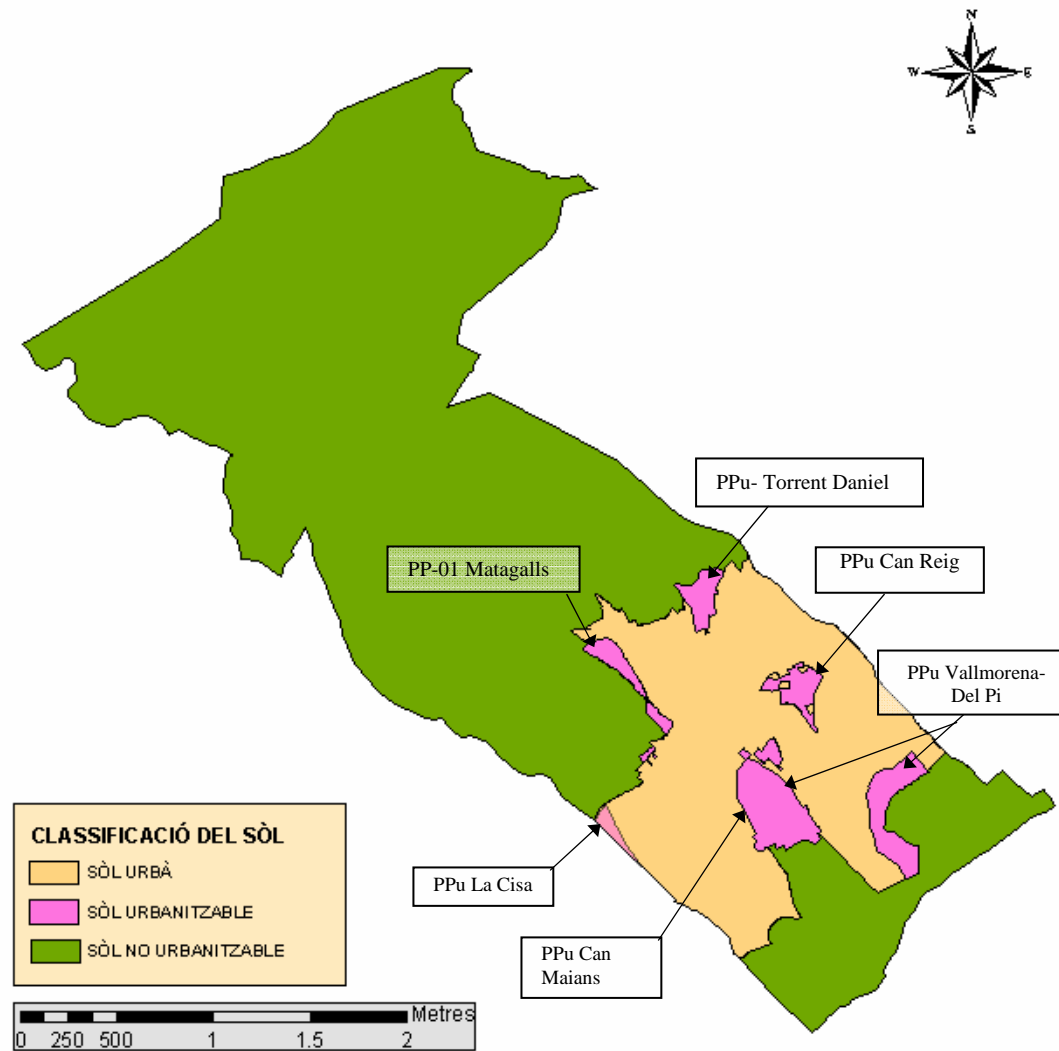 N
W E
S
PPu- Torrent Daniel
PP-01 Matagalls
PPu Can Reig
PPu Vallmorena-
Del Pi
CLASSIFICACIÓ DEL SÒL
SÒL URBÀ
SÒL URBANITZABLE
SÒL NO URBANITZABLE
PPu La Cisa
PPu Can
Maians
Metres
0 250 500 1 1.5 2